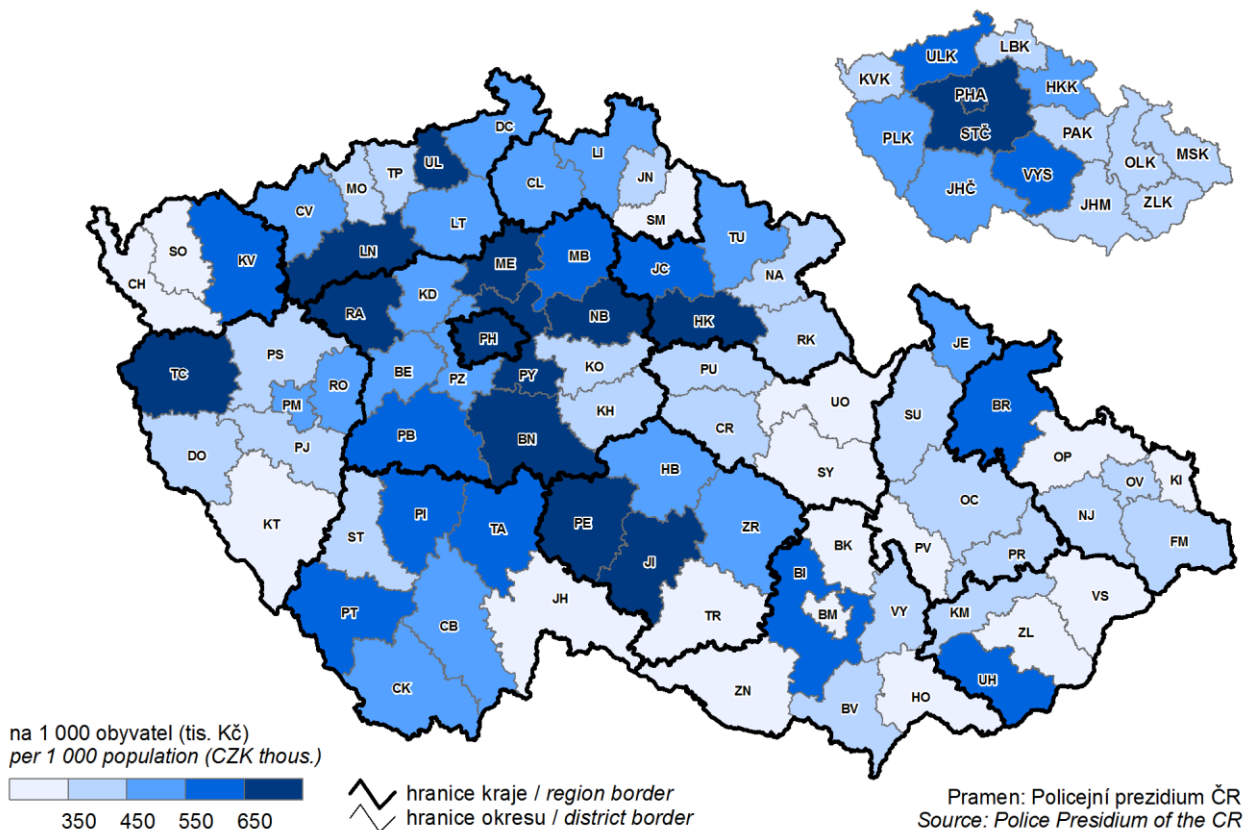 ULK
LBK
KVK
PHA
HKK
STČ
PLK
PAK
MSK
OLK
VYS
JHČ
ZLK
JHM
DC
UL
LI
TP
JN
MO
CL
CV
LT
SM
TU
SO
LN
KV
ME
MB
JC
NA
CH
KD
RA
NB
HK
PH
RK
JE
PS
TC
BE
PZ
PY
KO
PU
RO
PM
UO
SU
BR
KH
CR
PB
BN
DO
PJ
OP
HB
SY
OV
KI
OC
NJ
KT
PI
TA
PE
ZR
ST
BK
PV
PR
FM
JI
BI
JH
VS
PT
TR
BM
VY
KM
CB
ZL
UH
CK
ZN
HO
BV
na 1 000 obyvatel (tis. Kč)
per 1 000 population (CZK thous.)
350 450 550 650
hranice kraje / region border
hranice okresu / district border
Pramen: Policejní prezidium ČR
Source: Police Presidium of the CR